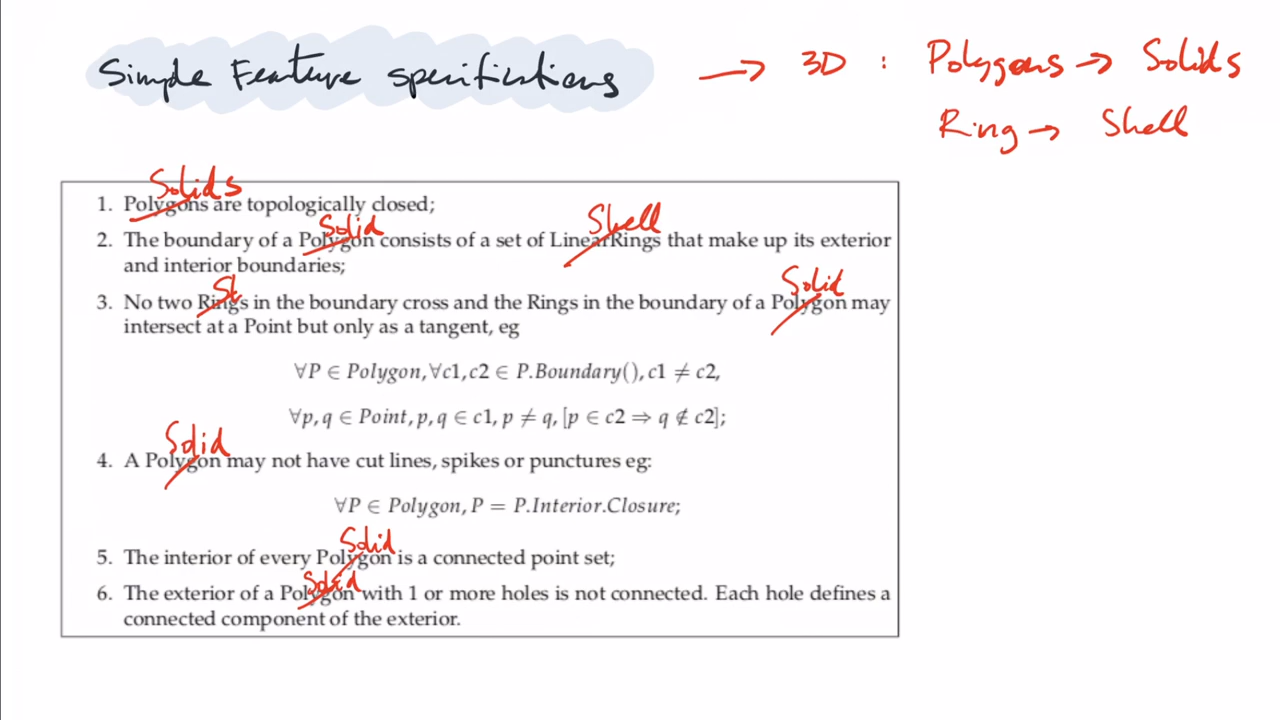 Simple Feature specifictions → 3D : Polygons → Solids
Ring → Shell
Solids
1. Polygons are topologically closed;
Solid Shell
2. The boundary of a Polygon consists of a set of LinearRings that make up its exterior
and interior boundaries;
Sh Solid
3. No two Rings in the boundary cross and the Rings in the boundary of a Polygon may
intersect at a Point but only as a tangent, eg
∀P ∈ Polygon, ∀c1, c2 ∈ P.Boundary(), c1 ≠ c2,
∀p, q ∈ Point, p, q ∈ c1, p ≠ q, [p ∈ c2 ⇒ q ∉ c2];
Solid
4. A Polygon may not have cut lines, spikes or punctures eg:
∀P ∈ Polygon, P = P.Interior.Closure;
Solid
5. The interior of every Polygon is a connected point set;
Solid
6. The exterior of a Polygon with 1 or more holes is not connected. Each hole defines a
connected component of the exterior.